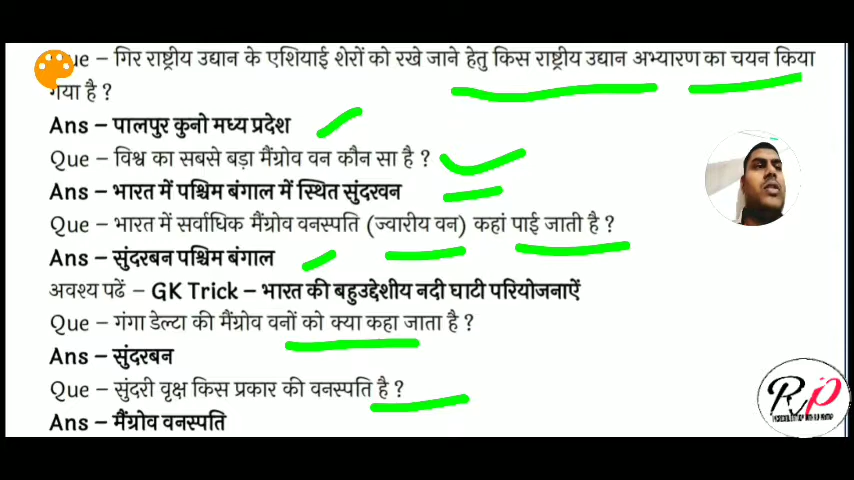 Que – गिर राष्ट्रीय उद्यान के एशियाई शेरों को रखे जाने हेतु किस राष्ट्रीय उद्यान अभ्यारण का चयन किया
गया है ?
Ans – पालपुर कुनो मध्य प्रदेश
Que – विश्व का सबसे बड़ा मैंग्रोव वन कौन सा है ?
Ans – भारत में पश्चिम बंगाल में स्थित सुंदरवन
Que – भारत में सर्वाधिक मैंग्रोव वनस्पति (ज्वारीय वन) कहां पाई जाती है ?
Ans – सुंदरबन पश्चिम बंगाल
अवश्य पढें – GK Trick – भारत की बहुउद्देशीय नदी घाटी परियोजनाऐं
Que – गंगा डेल्टा की मैंग्रोव वनों को क्या कहा जाता है ?
Ans – सुंदरबन
Que – सुंदरी वृक्ष किस प्रकार की वनस्पति है ?
Ans – मैंग्रोव वनस्पति
RP